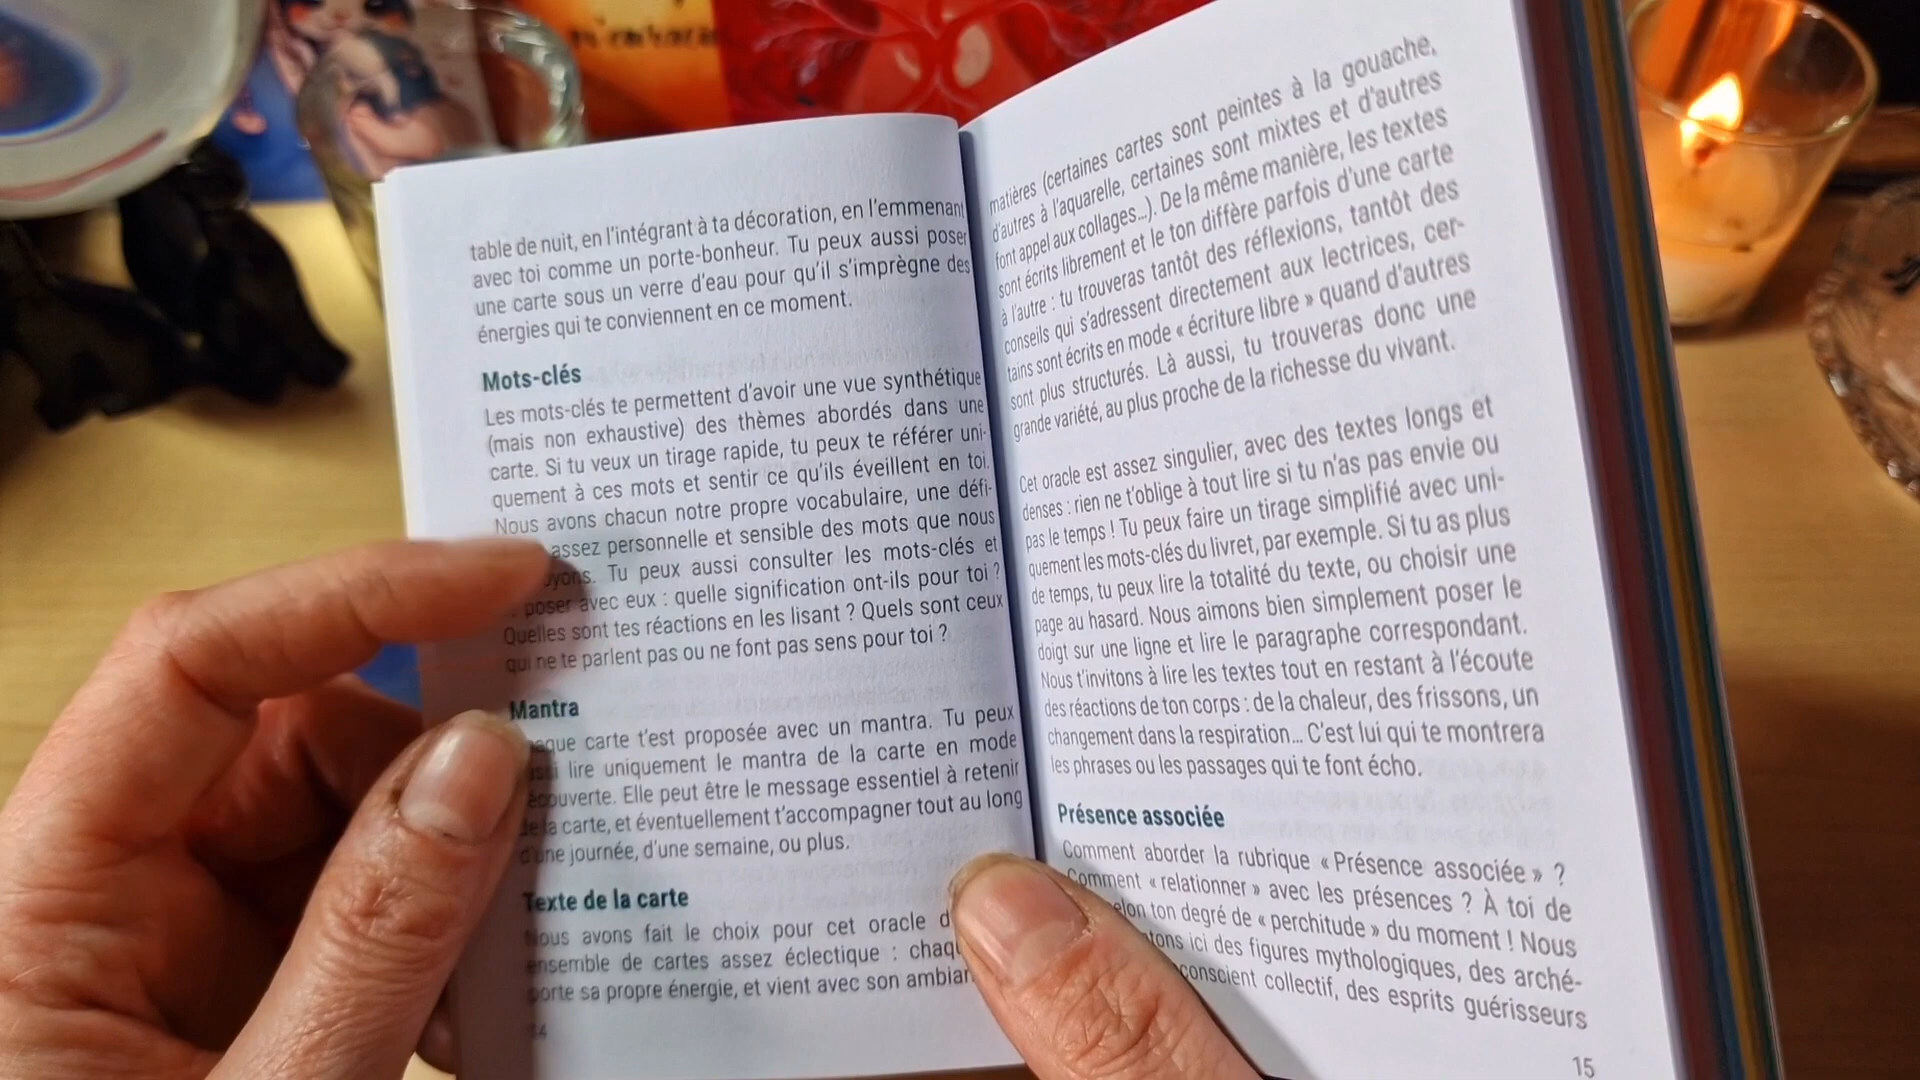 table de nuit, en l'intégrant à ta décoration, en l'emmenant
avec toi comme un porte-bonheur. Tu peux aussi poser
une carte sous un verre d'eau pour qu'il s'imprègne des
énergies qui te conviennent en ce moment.
Mots-clés
Les mots-clés te permettent d'avoir une vue synthétique
(mais non exhaustive) des thèmes abordés dans une
carte. Si tu veux un tirage rapide, tu peux te référer uni-
quement à ces mots et sentir ce qu'ils éveillent en toi.
Nous avons chacun notre propre vocabulaire, une défi-
assez personnelle et sensible des mots que nous
Tu peux aussi consulter les mots-clés et
poser avec eux : quelle signification ont-ils pour toi ?
Quelles sont tes réactions en les lisant ? Quels sont ceux
qui ne te parlent pas ou ne font pas sens pour toi ?
Mantra
carte t'est proposée avec un mantra. Tu peux
lire uniquement le mantra de la carte en mode
découverte. Elle peut être le message essentiel à retenir
de la carte, et éventuellement t'accompagner tout au long
d'une journée, d'une semaine, ou plus.
Texte de la carte
Nous avons fait le choix pour cet oracle
ensemble de cartes assez éclectique :
porte sa propre énergie, et vient avec son
14
matières (certaines cartes sont peintes à la gouache,
d'autres à l'aquarelle, certaines sont mixtes et d'autres
font appel aux collages…). De la même manière, les textes
sont écrits librement et le ton diffère parfois d'une carte
à l'autre : tu trouveras tantôt des réflexions, tantôt des
conseils qui s'adressent directement aux lectrices, cer-
tains sont écrits en mode « écriture libre » quand d'autres
sont plus structurés. Là aussi, tu trouveras donc une
grande variété, au plus proche de la richesse du vivant.
Cet oracle est assez singulier, avec des textes longs et
denses : rien ne t'oblige à tout lire si tu n'as pas envie ou
pas le temps ! Tu peux faire un tirage simplifié avec uni-
quement les mots-clés du livret, par exemple. Si tu as plus
de temps, tu peux lire la totalité du texte, ou choisir une
page au hasard. Nous aimons bien simplement poser le
doigt sur une ligne et lire le paragraphe correspondant.
Nous t'invitons à lire les textes tout en restant à l'écoute
des réactions de ton corps : de la chaleur, des frissons, un
changement dans la respiration… C'est lui qui te montrera
les phrases ou les passages qui te font écho.
Présence associée
Comment aborder la rubrique « Présence associée » ?
Comment « relationner » avec les présences ? À toi de
selon ton degré de « perchitude » du moment ! Nous
ici des figures mythologiques, des arché-
collectif, des esprits guérisseurs
15